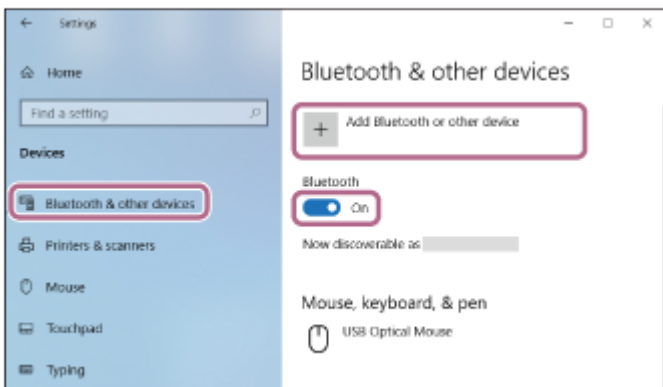 Settings
Home
Find a setting
Devices
Bluetooth & other devices
Printers & scanners
Mouse
Touchpad
Typing
Bluetooth & other devices
Add Bluetooth or other device
Bluetooth
On
Now discoverable as
Mouse, keyboard, & pen
USB Optical Mouse